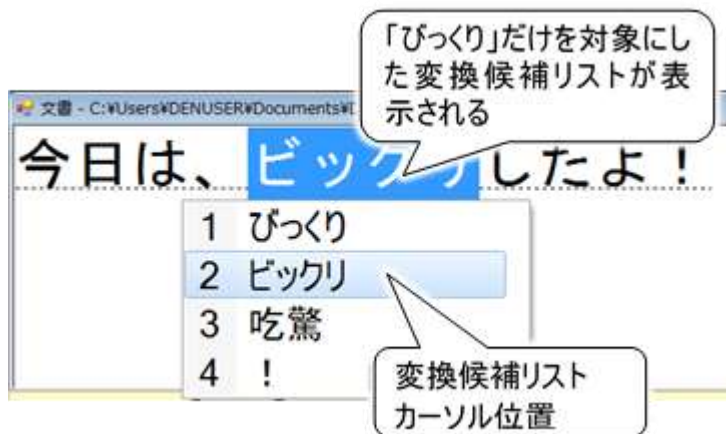 「びっくり」だけを対象にし
た変換候補リストが表
示される
文書 - C:¥Users¥DENUSER¥Documents¥
今日は、ビックリしたよ！
1 びっくり
2 ビックリ
3 吃驚
4 ！
変換候補リスト
カーソル位置